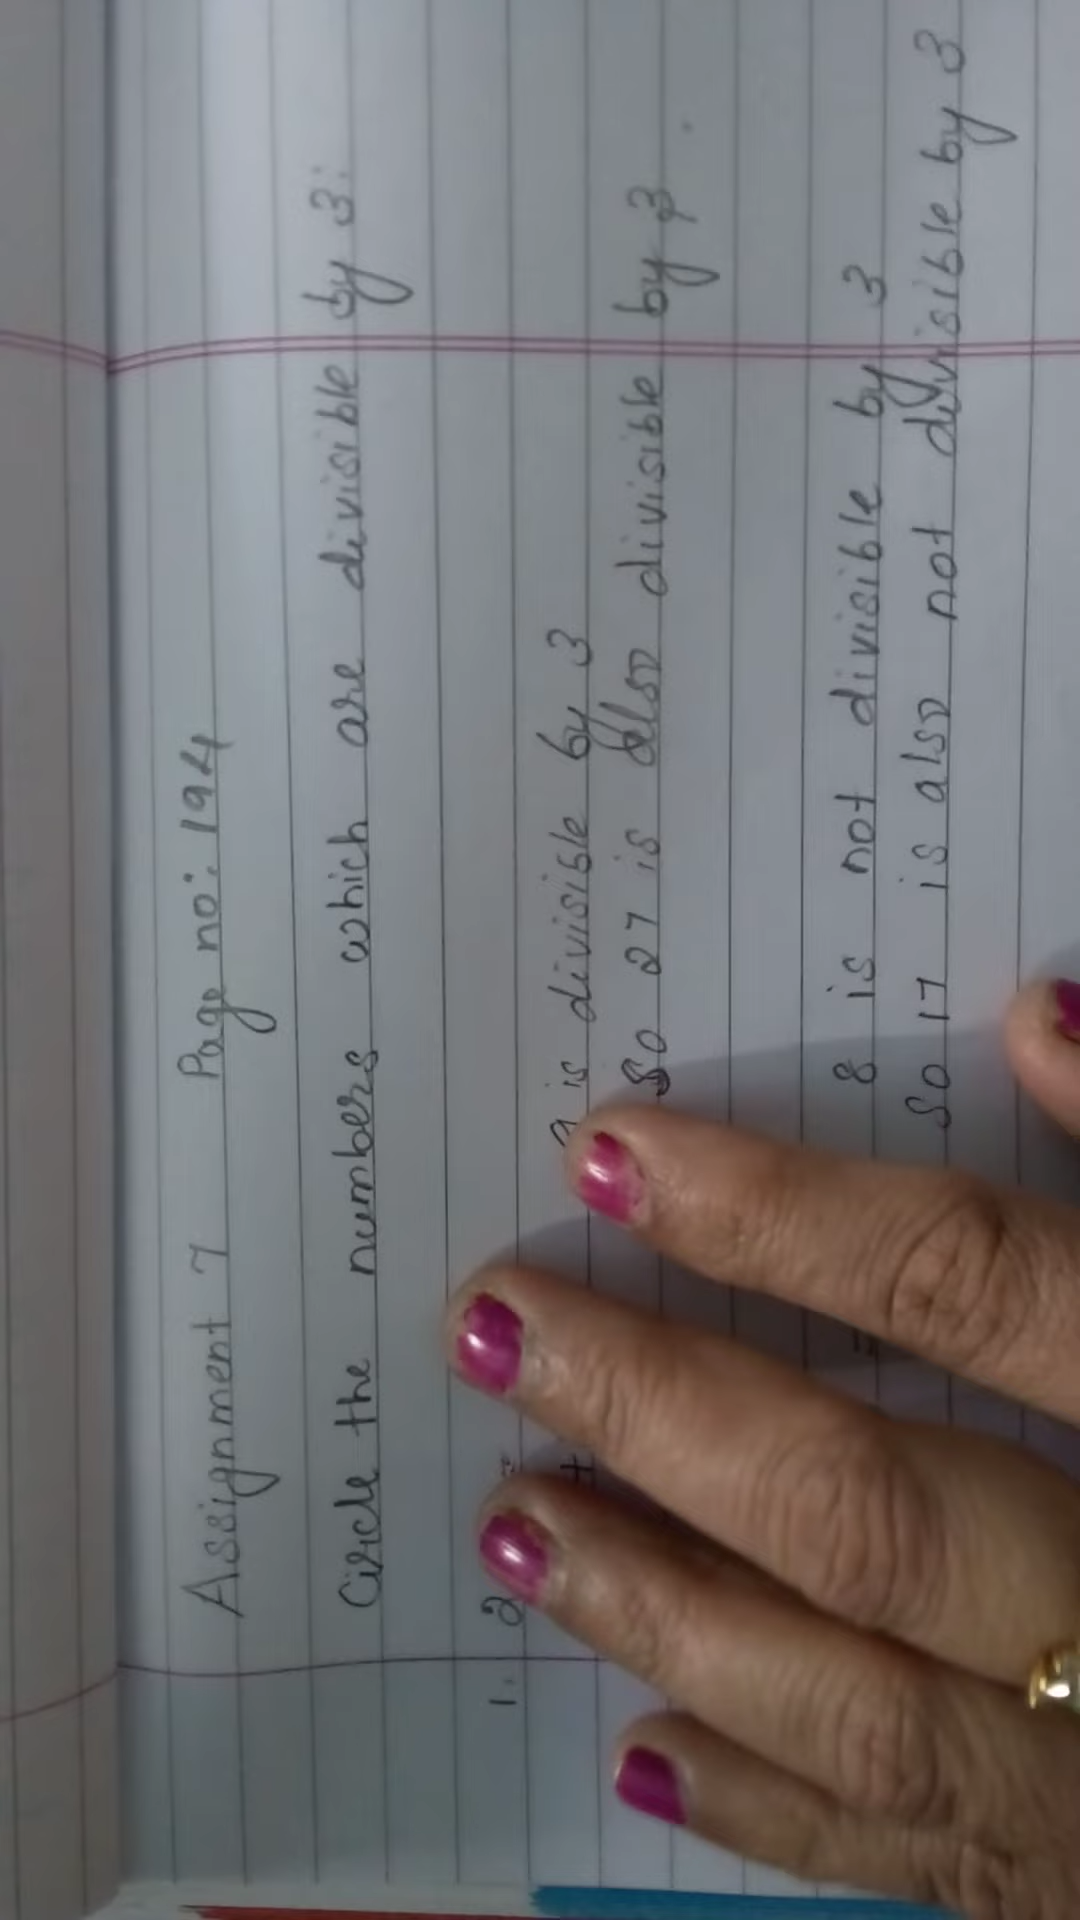 Assignment 7 Page no: 194
Circle the numbers which are divisible by 3:
1. 2
9 is divisible by 3
+
So 27 is also divisible by 3
8 is not divisible by 3
=
So 17 is also not divisible by 3